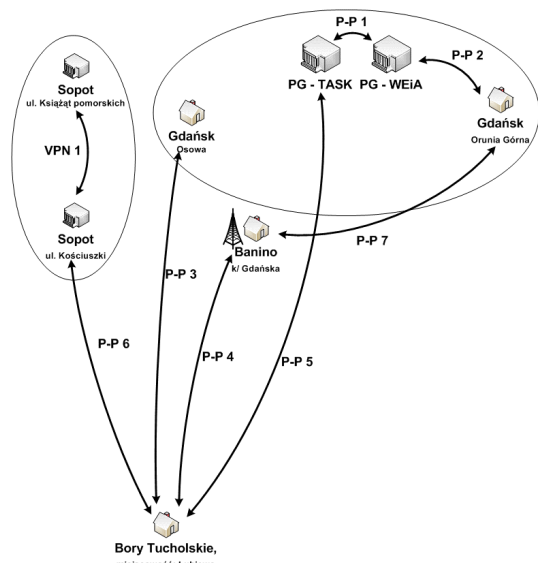 P-P 1
P-P 2
PG - TASK
PG - WEiA
Sopot
ul. Książąt pomorskich
Gdańsk
Osowa
Gdańsk
Orunia Górna
VPN 1
Sopot
ul. Kościuszki
Banino
k/ Gdańska
P-P 7
P-P 3
P-P 6
P-P 4
P-P 5
Bory Tucholskie,